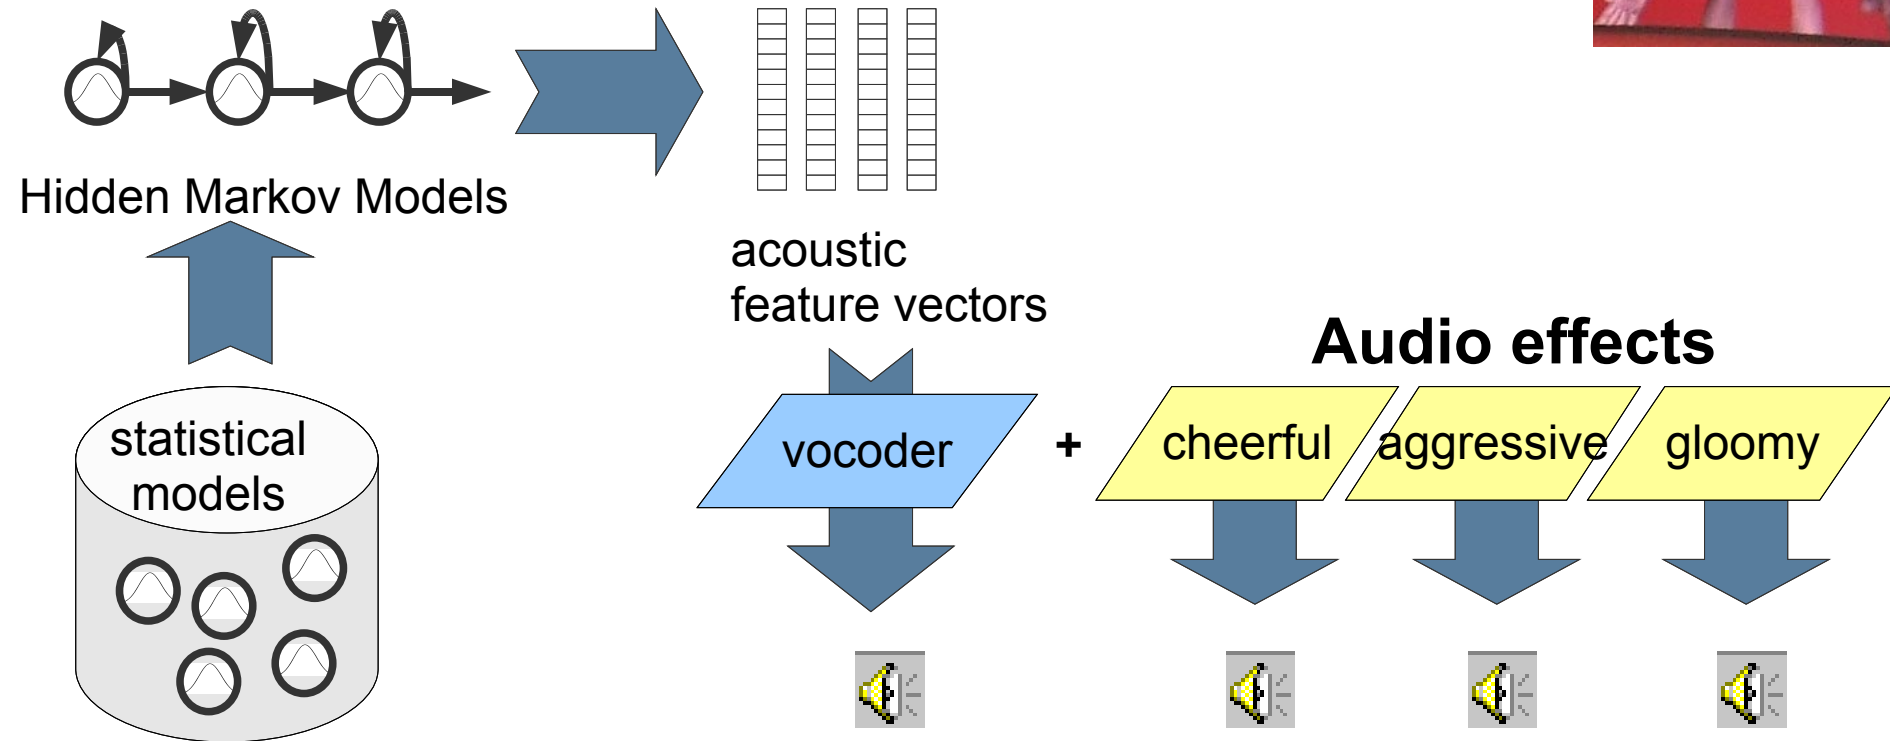 Hidden Markov Models
acoustic
feature vectors
Audio effects
statistical
models
vocoder
+
cheerful
aggressive
gloomy